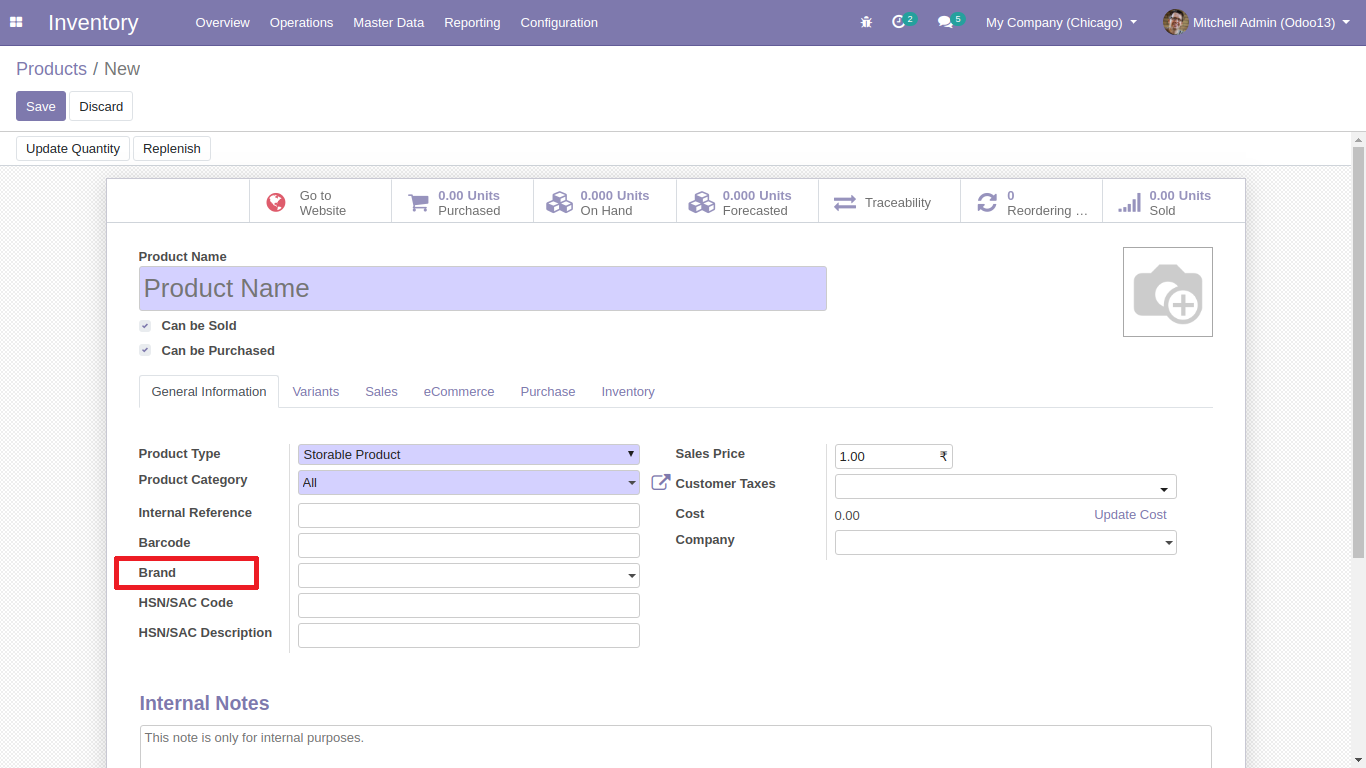 Inventory Overview Operations Master Data Reporting Configuration 2 5 My Company (Chicago) Mitchell Admin (Odoo13)
Products / New
Save Discard
Update Quantity Replenish
Go to Website
0.00 Units Purchased
0.000 Units On Hand
0.000 Units Forecasted
Traceability
0 Reordering ...
0.00 Units Sold
Product Name
Product Name
Can be Sold
Can be Purchased
General Information Variants Sales eCommerce Purchase Inventory
Product Type Storable Product
Product Category All
Internal Reference
Barcode
Brand
HSN/SAC Code
HSN/SAC Description
Sales Price 1.00 ₹
Customer Taxes
Cost 0.00 Update Cost
Company
Internal Notes
This note is only for internal purposes.